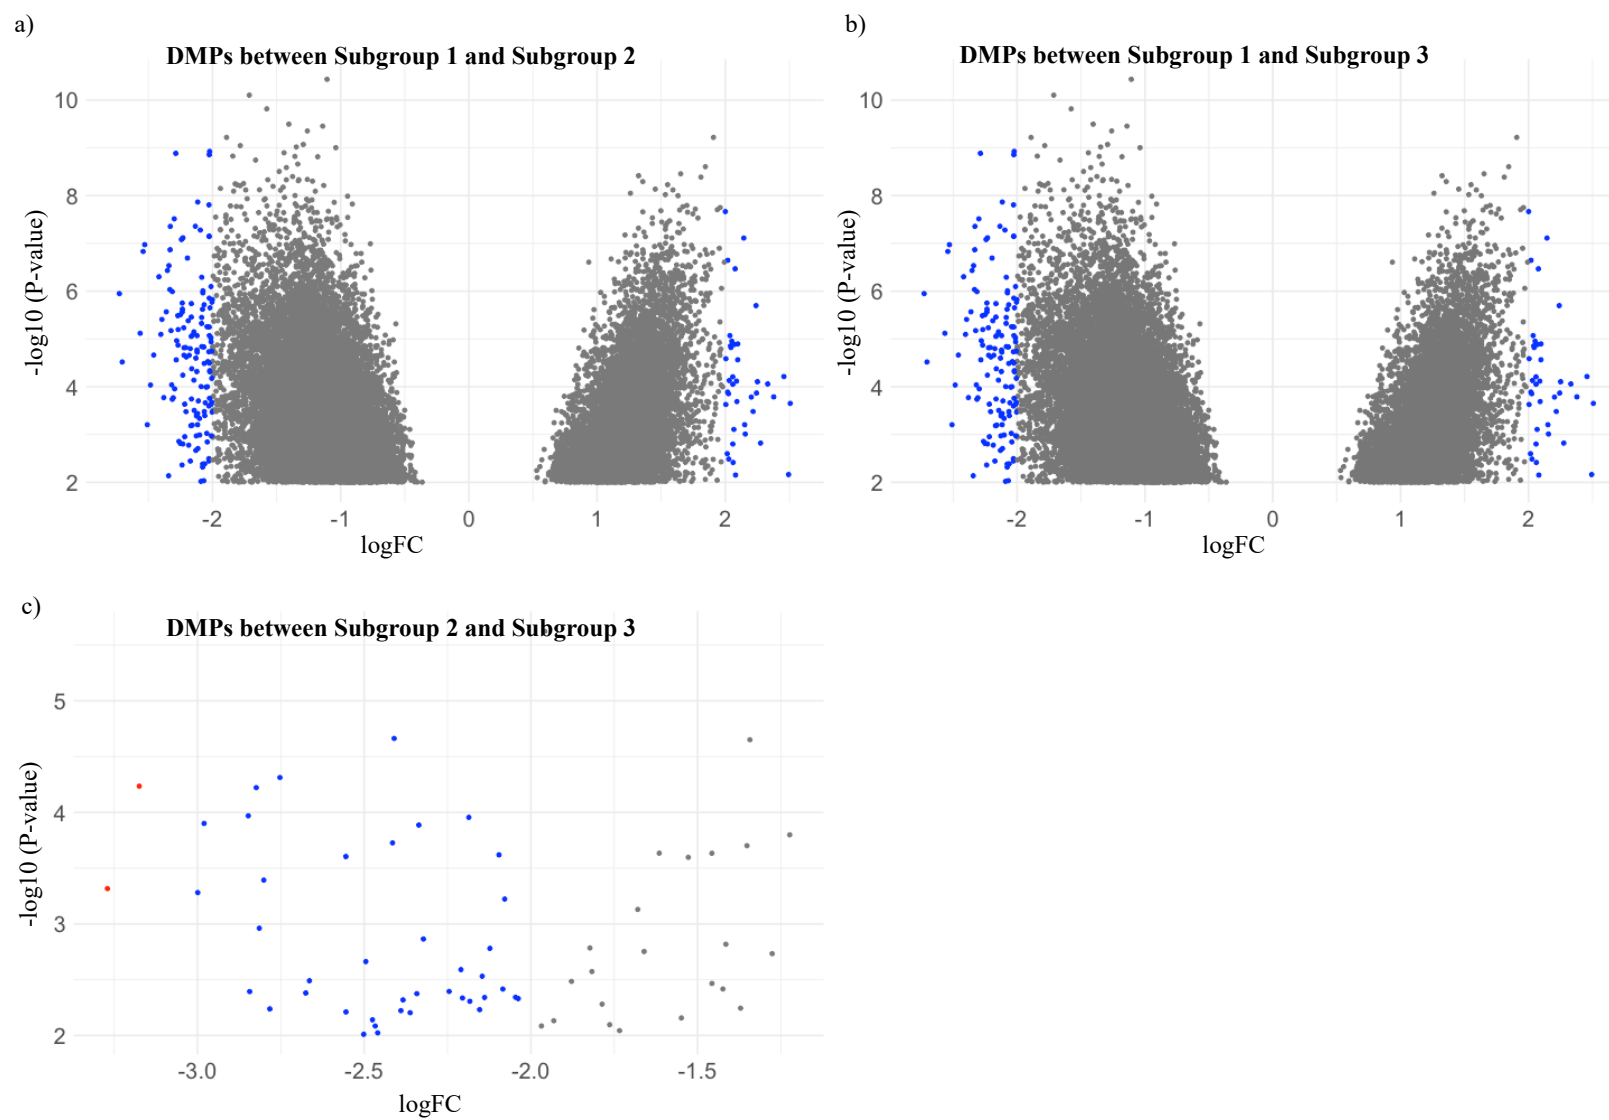 a)
DMPs between Subgroup 1 and Subgroup 2
10
8
6
4
2
-log10 (P-value)
-2 -1 0 1 2
logFC
b)
DMPs between Subgroup 1 and Subgroup 3
10
8
6
4
2
-log10 (P-value)
-2 -1 0 1 2
logFC
c)
DMPs between Subgroup 2 and Subgroup 3
5
4
3
2
-log10 (P-value)
-3.0 -2.5 -2.0 -1.5
logFC